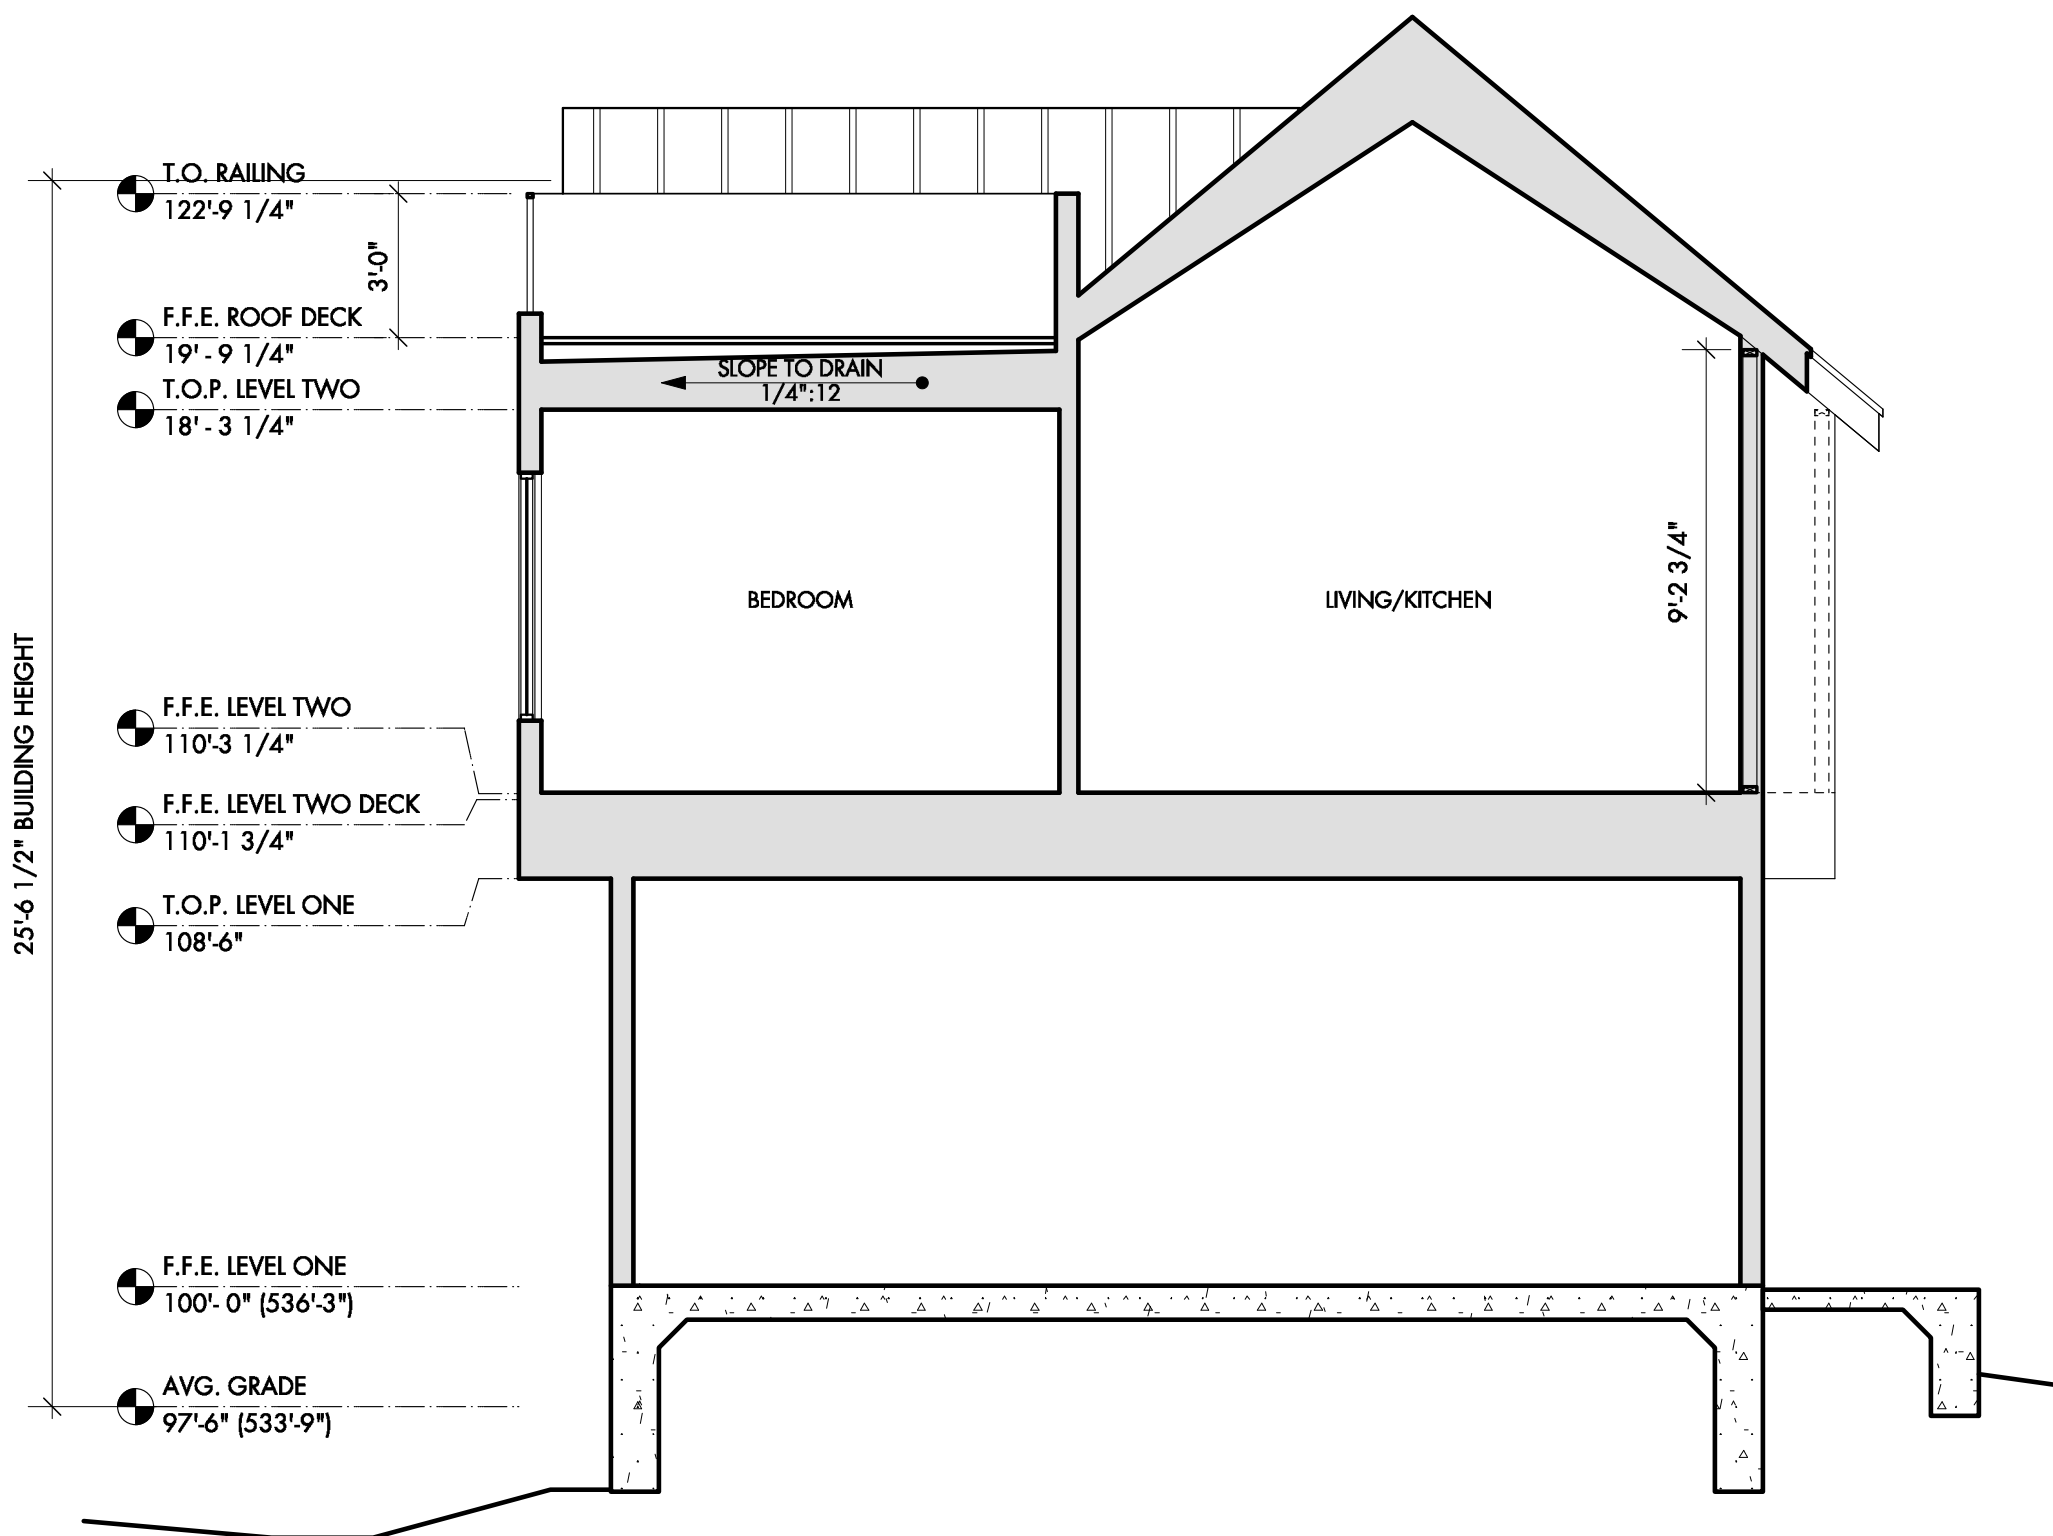 T.O. RAILING
122'-9 1/4"
3'-0"
F.F.E. ROOF DECK
19' - 9 1/4"
T.O.P. LEVEL TWO
18' - 3 1/4"
SLOPE TO DRAIN
1/4":12
BEDROOM
LIVING/KITCHEN
9'-2 3/4"
25'-6 1/2" BUILDING HEIGHT
F.F.E. LEVEL TWO
110'-3 1/4"
F.F.E. LEVEL TWO DECK
110'-1 3/4"
T.O.P. LEVEL ONE
108'-6"
F.F.E. LEVEL ONE
100'- 0" (536'-3")
AVG. GRADE
97'-6" (533'-9")